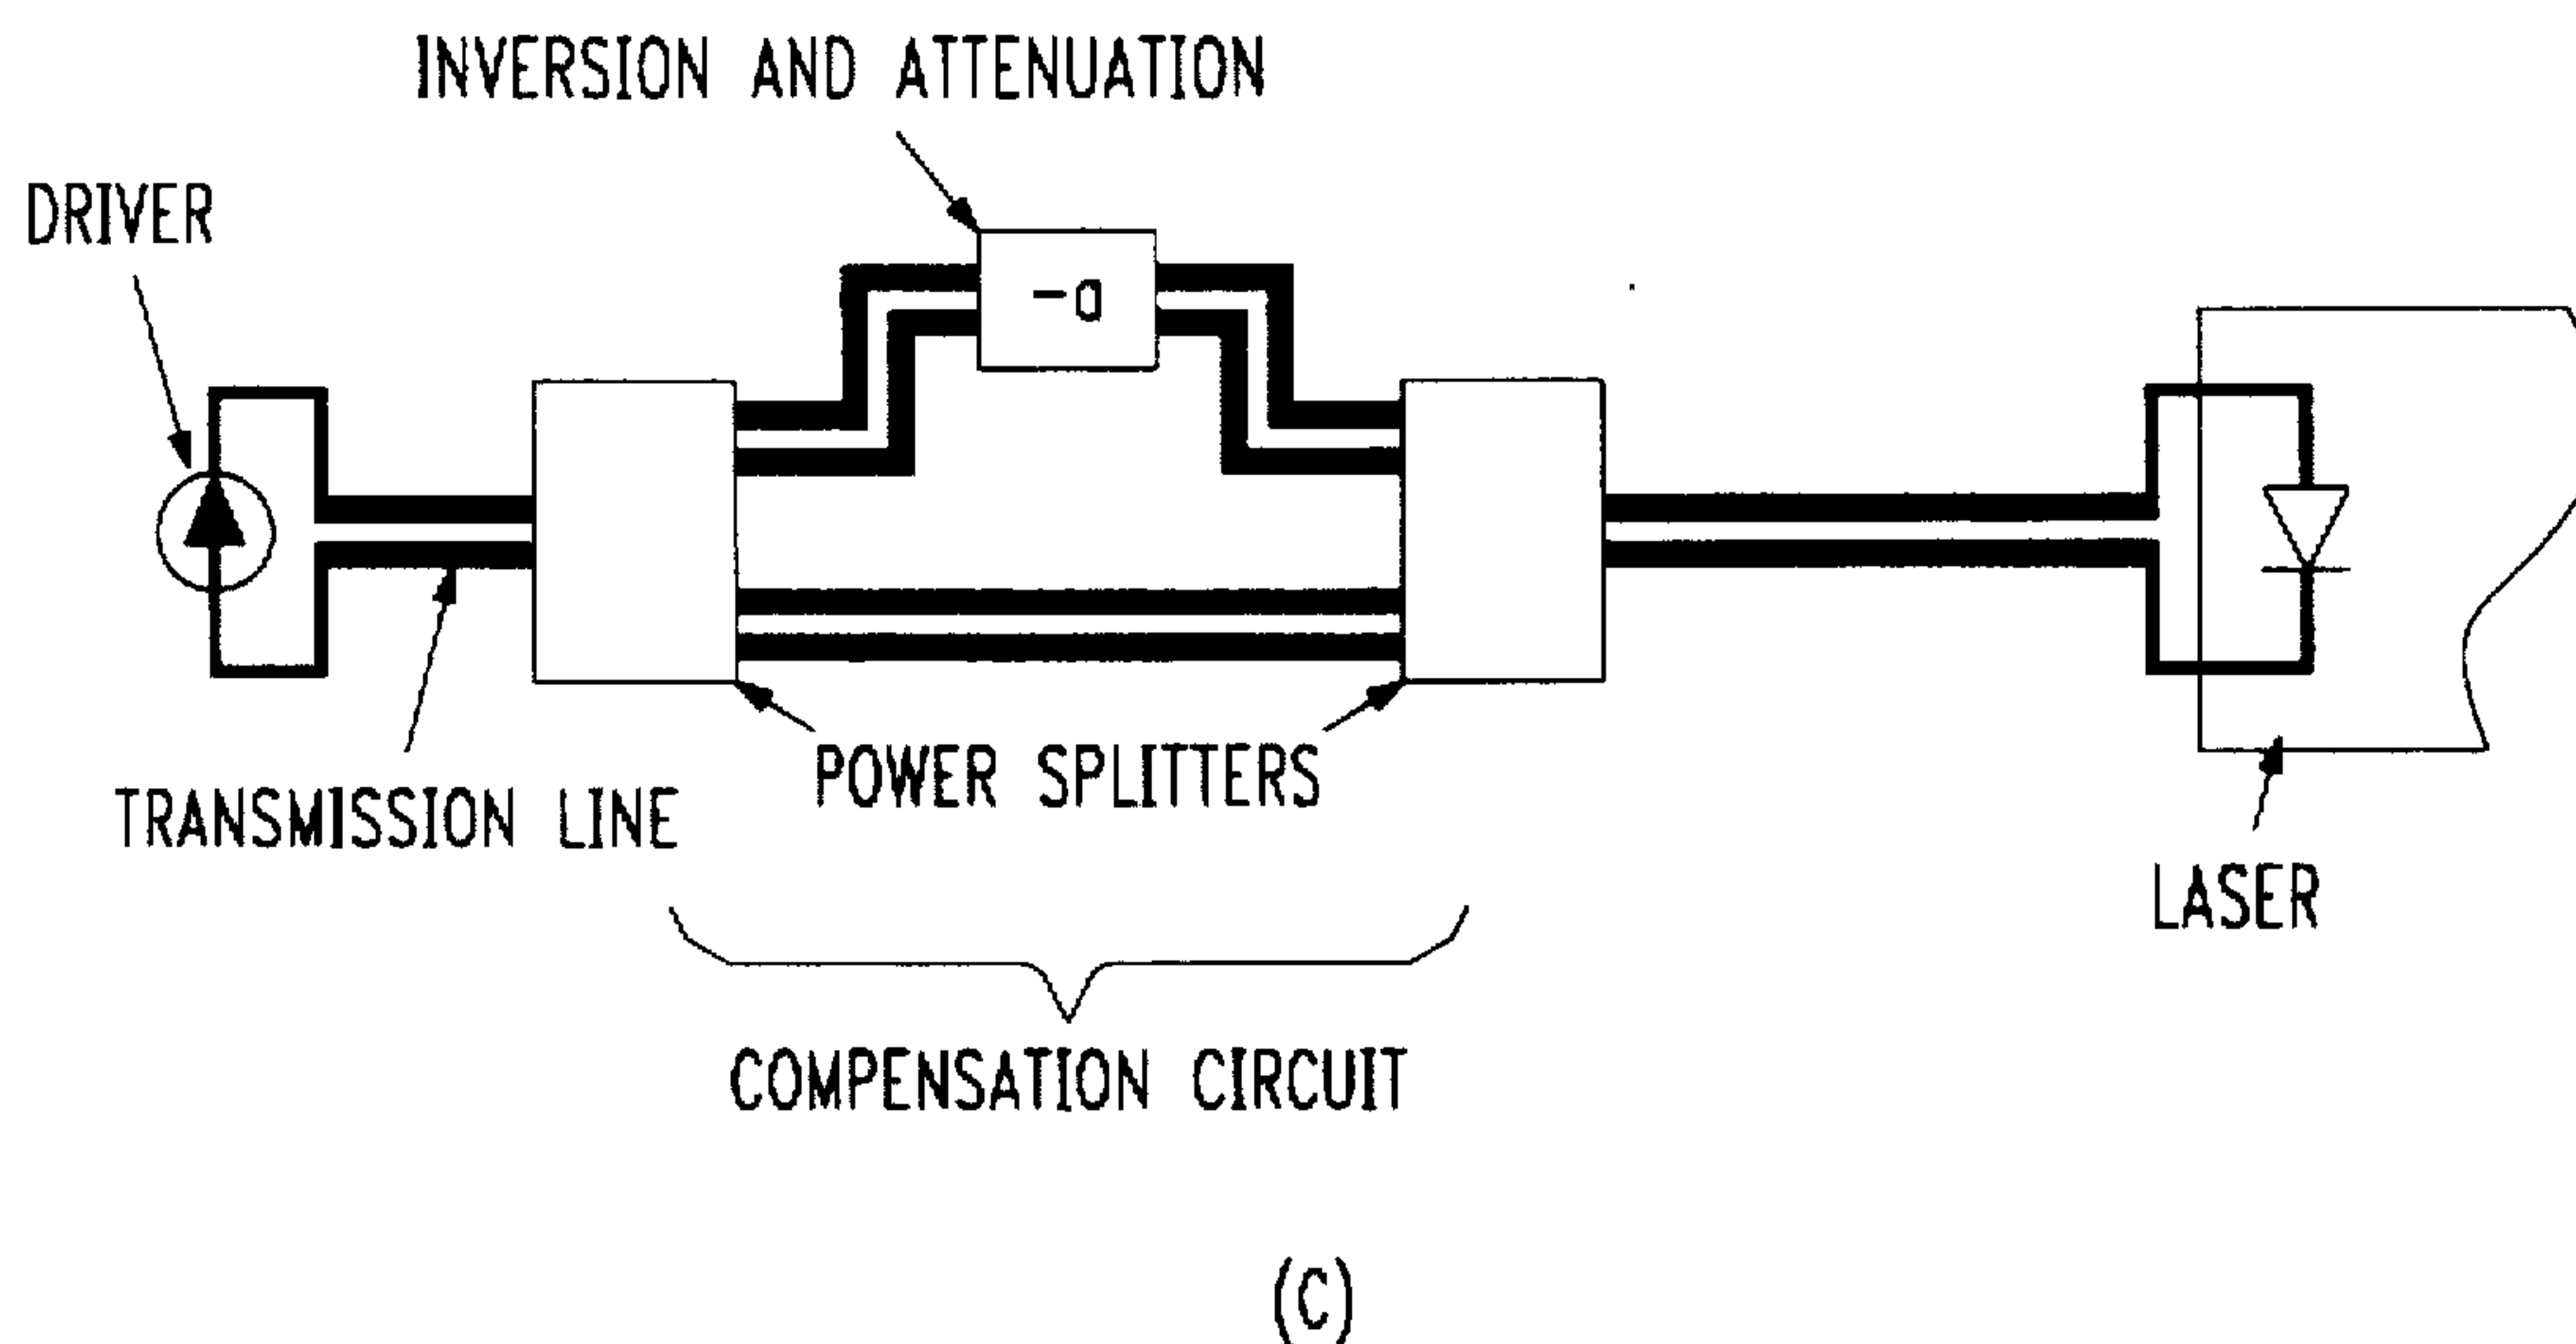 INVERSION AND ATTENUATION
DRIVER
-a
TRANSMISSION LINE
POWER SPLITTERS
LASER
COMPENSATION CIRCUIT
(C)